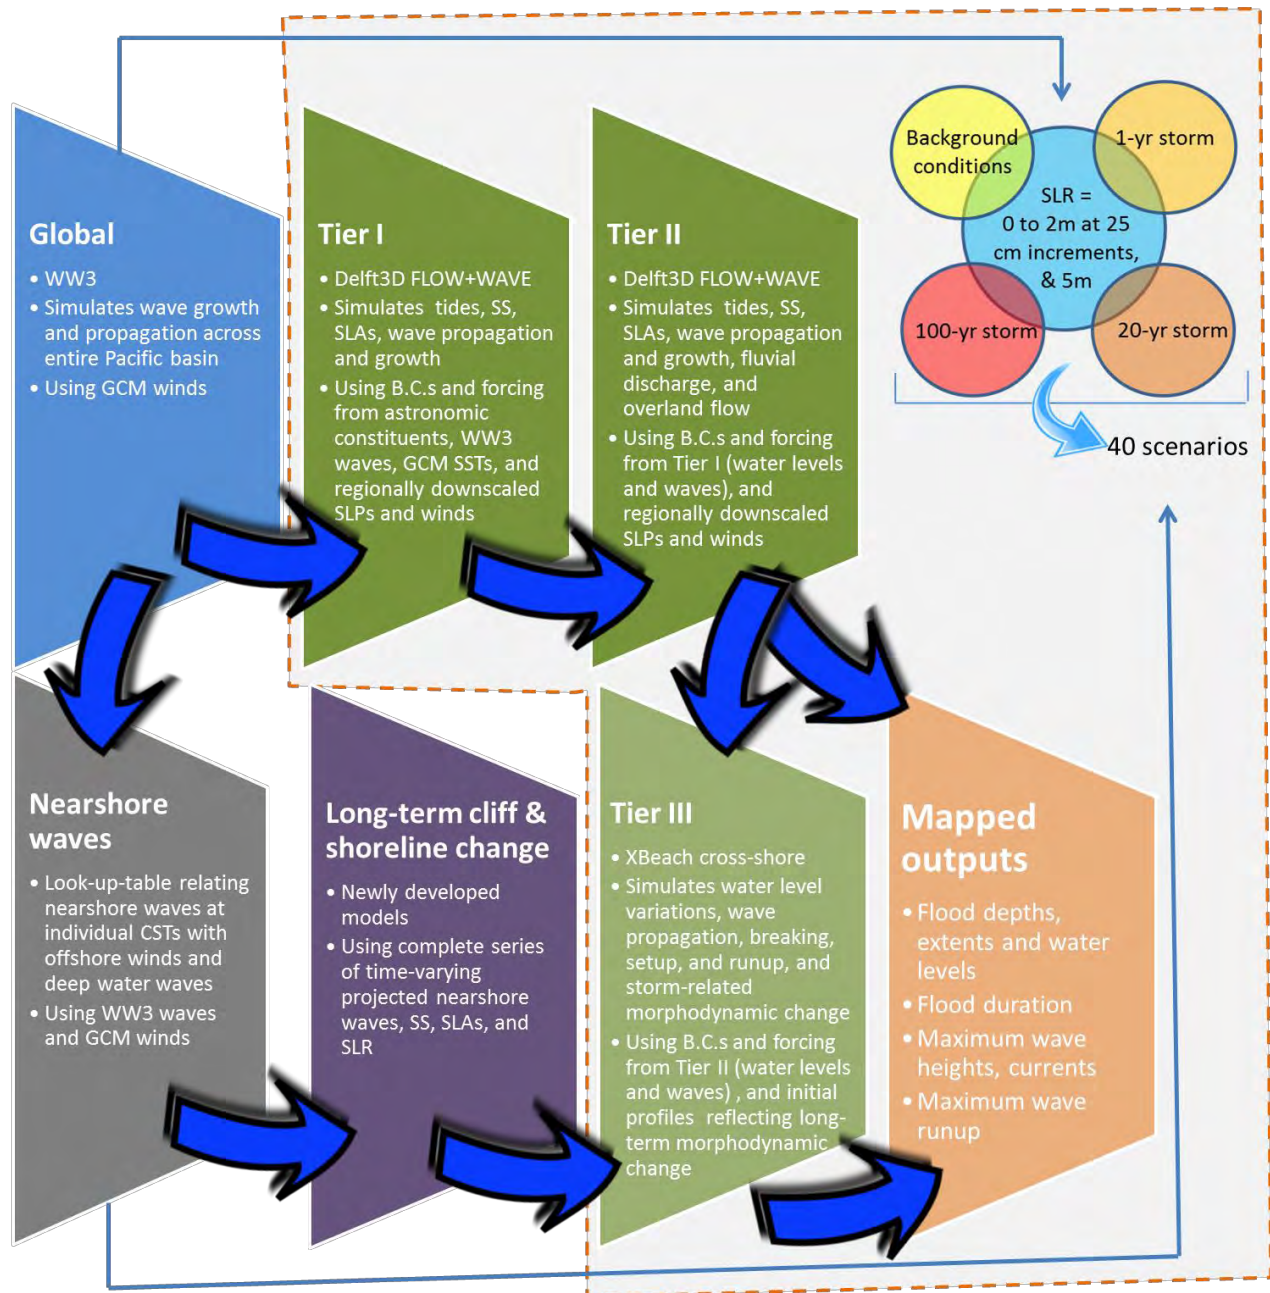 Global
• WW3
• Simulates wave growth
and propagation across
entire Pacific basin
• Using GCM winds
Tier I
• Delft3D FLOW+WAVE
• Simulates tides, SS,
SLAs, wave propagation
and growth
• Using B.C.s and forcing
from astronomic
constituents, WW3
waves, GCM SSTs, and
regionally downscaled
SLPs and winds
Tier II
• Delft3D FLOW+WAVE
• Simulates tides, SS,
SLAs, wave propagation
and growth, fluvial
discharge, and
overland flow
• Using B.C.s and forcing
from Tier I (water levels
and waves), and
regionally downscaled
SLPs and winds
Background
conditions
1-yr storm
SLR =
0 to 2m at 25
cm increments,
& 5m
100-yr storm
20-yr storm
40 scenarios
Nearshore
waves
• Look-up-table relating
nearshore waves at
individual CSTs with
offshore winds and
deep water waves
• Using WW3 waves
and GCM winds
Long-term cliff &
shoreline change
• Newly developed
models
• Using complete series
of time-varying
projected nearshore
waves, SS, SLAs, and
SLR
Tier III
• XBeach cross-shore
• Simulates water level
variations, wave
propagation, breaking,
setup, and runup, and
storm-related
morphodynamic change
• Using B.C.s and forcing
from Tier II (water levels
and waves) , and initial
profiles reflecting long-
term morphodynamic
change
Mapped
outputs
• Flood depths,
extents and water
levels
• Flood duration
• Maximum wave
heights, currents
• Maximum wave
runup